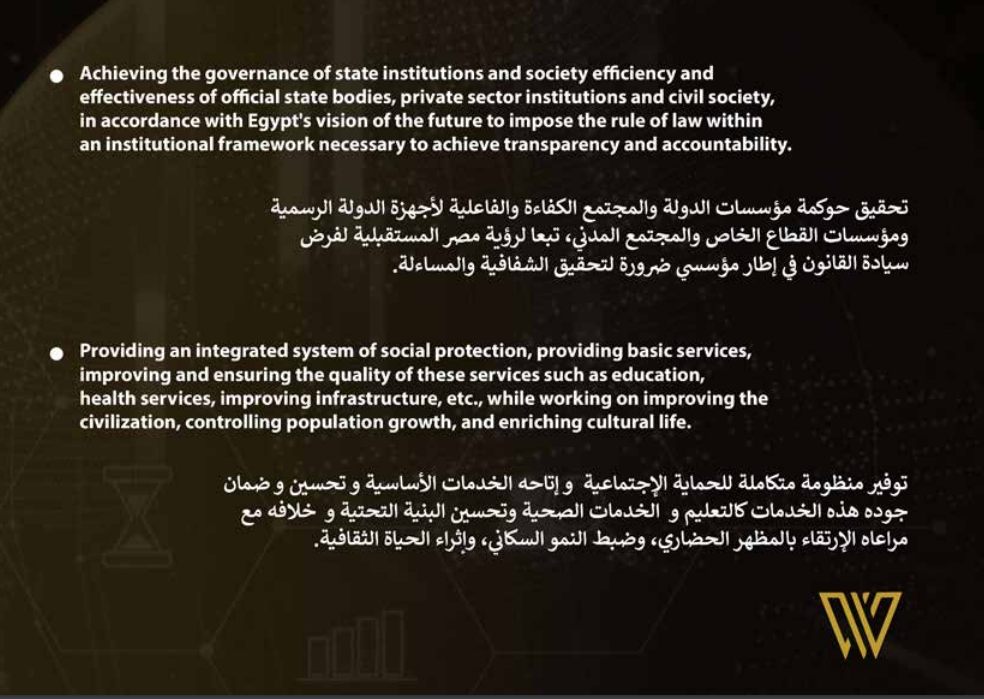 Achieving the governance of state institutions and society efficiency and
effectiveness of official state bodies, private sector institutions and civil society,
in accordance with Egypt's vision of the future to impose the rule of law within
an institutional framework necessary to achieve transparency and accountability.
تحقيق حوكمة مؤسسات الدولة والمجتمع الكفاءة والفاعلية لأجهزة الدولة الرسمية
ومؤسسات القطاع الخاص والمجتمع المدني، تبعا لرؤية مصر المستقبلية لفرض
سيادة القانون في إطار مؤسسي ضرورة لتحقيق الشفافية والمساءلة.
Providing an integrated system of social protection, providing basic services,
improving and ensuring the quality of these services such as education,
health services, improving infrastructure, etc., while working on improving the
civilization, controlling population growth, and enriching cultural life.
توفير منظومة متكاملة للحماية الإجتماعية و إتاحه الخدمات الأساسية و تحسين و ضمان
جوده هذه الخدمات كالتعليم و الخدمات الصحية وتحسين البنية التحتية و خلافه مع
مراعاه الإرتقاء بالمظهر الحضاري، وضبط النمو السكاني، وإثراء الحياة الثقافية.